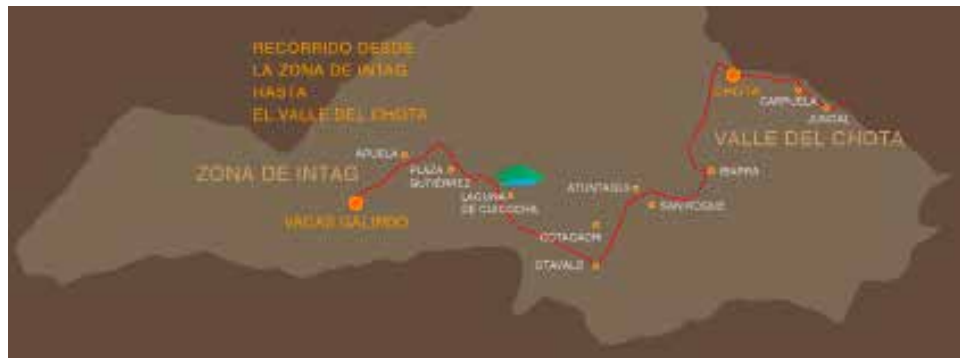 RECORRIDO DESDE
LA ZONA DE INTAG
HASTA
EL VALLE DEL CHOTA
CHOTA
CARPUELA
JUNCAL
VALLE DEL CHOTA
APUELA
PLAZA
GUTIÉRREZ
ZONA DE INTAG
IBARRA
ATUNTAQUI
LAGUNA
DE CUICOCHA
SAN ROQUE
VACAS GALINDO
COTACACHI
OTAVALO